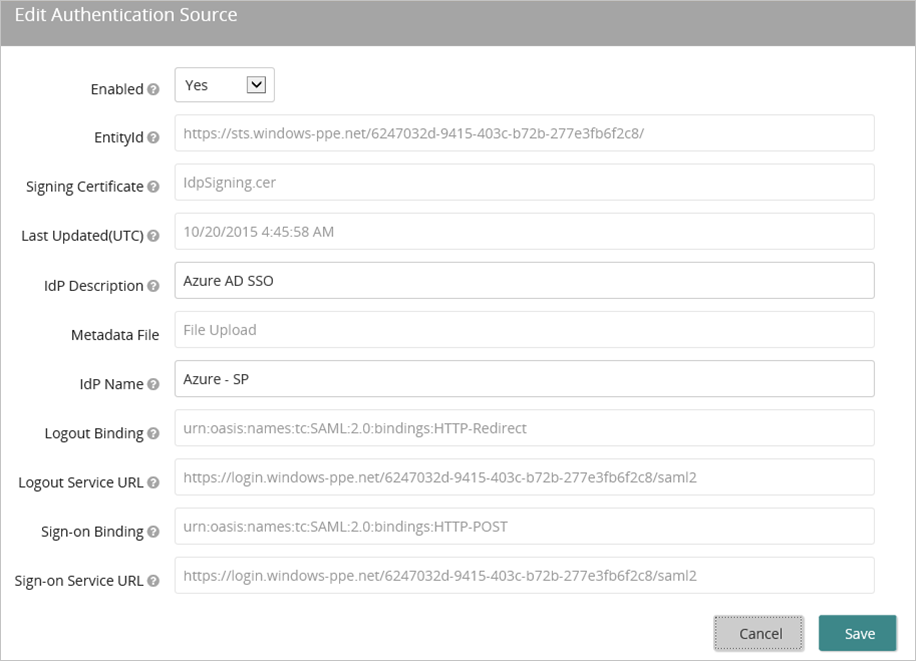 Edit Authentication Source
Enabled ? Yes
EntityId ? https://sts.windows-ppe.net/6247032d-9415-403c-b72b-277e3fb6f2c8/
Signing Certificate ? IdpSigning.cer
Last Updated(UTC) ? 10/20/2015 4:45:58 AM
IdP Description ? Azure AD SSO
Metadata File File Upload
IdP Name ? Azure - SP
Logout Binding ? urn:oasis:names:tc:SAML:2.0:bindings:HTTP-Redirect
Logout Service URL ? https://login.windows-ppe.net/6247032d-9415-403c-b72b-277e3fb6f2c8/saml2
Sign-on Binding ? urn:oasis:names:tc:SAML:2.0:bindings:HTTP-POST
Sign-on Service URL ? https://login.windows-ppe.net/6247032d-9415-403c-b72b-277e3fb6f2c8/saml2
Cancel Save